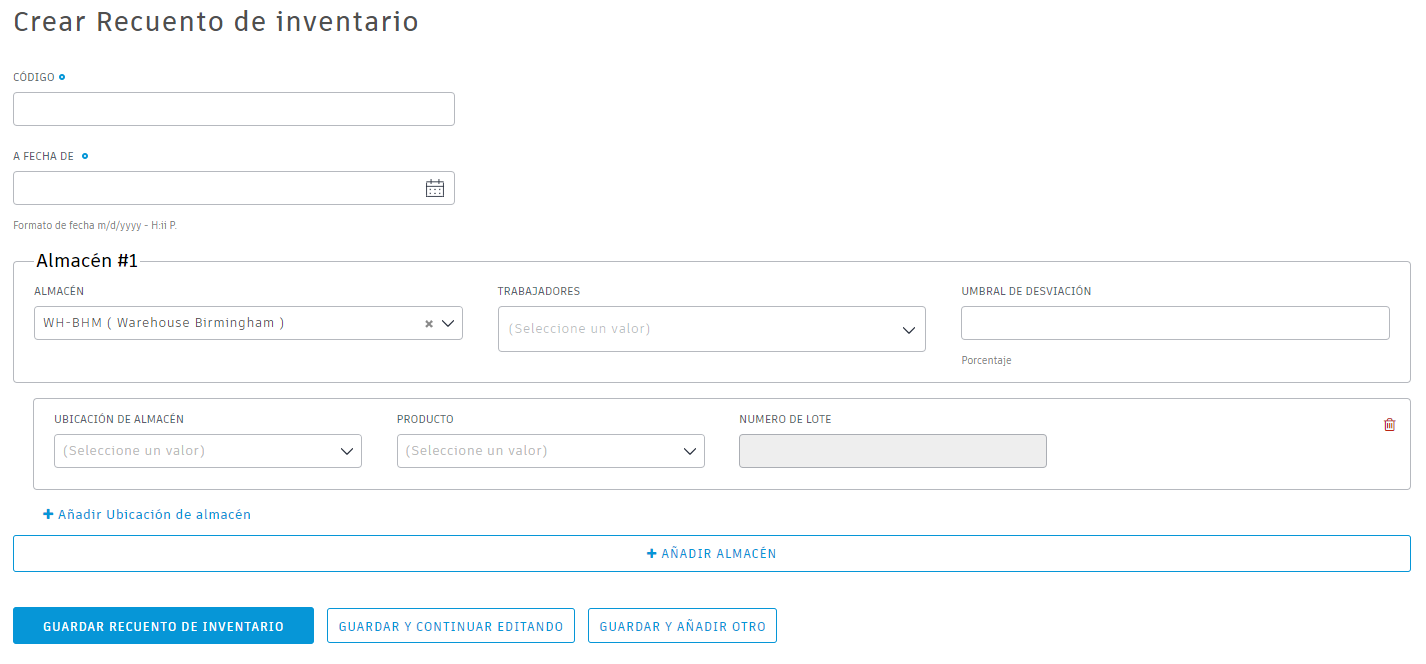 Crear Recuento de inventario
CÓDIGO
A FECHA DE
Formato de fecha m/d/yyyy - H:ii P.
Almacén #1
ALMACÉN TRABAJADORES UMBRAL DE DESVIACIÓN
WH-BHM ( Warehouse Birmingham ) (Seleccione un valor)
Porcentaje
UBICACIÓN DE ALMACÉN PRODUCTO NUMERO DE LOTE
(Seleccione un valor) (Seleccione un valor)
Añadir Ubicación de almacén
AÑADIR ALMACÉN
GUARDAR RECUENTO DE INVENTARIO GUARDAR Y CONTINUAR EDITANDO GUARDAR Y AÑADIR OTRO